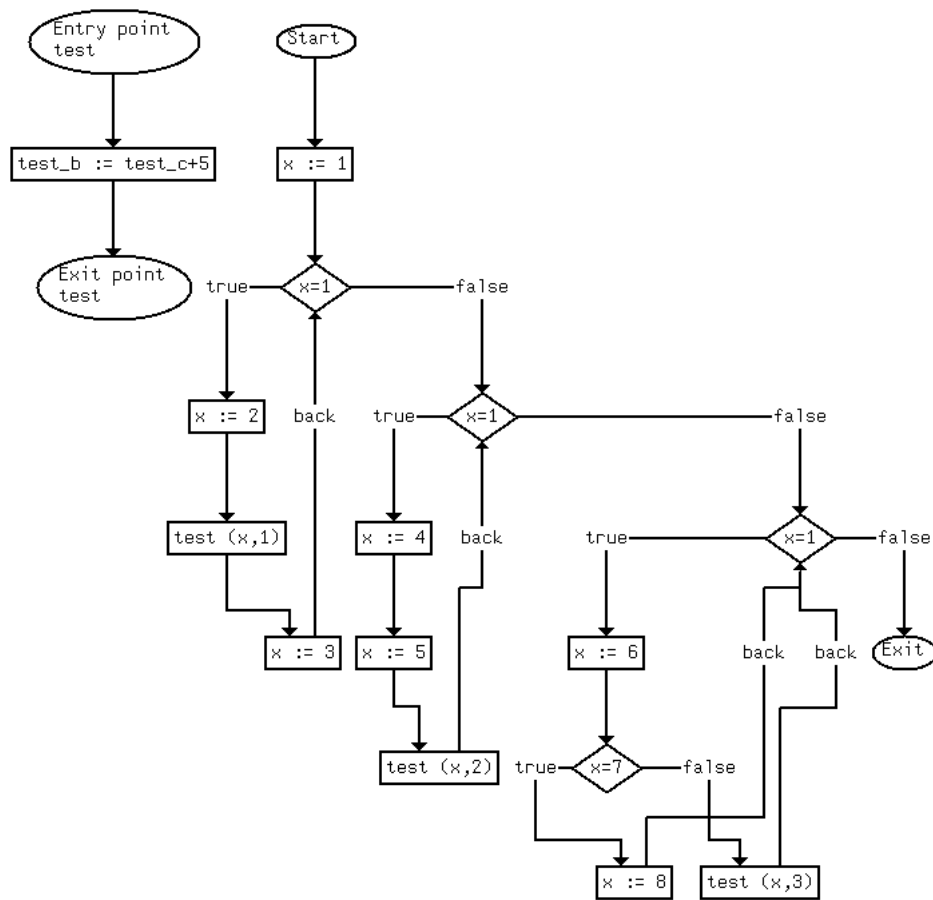 Entry point
test
Start
test_b := test_c+5
x := 1
Exit point
test
true
x=1
false
x := 2
back
true
x=1
false
test (x,1)
x := 4
back
true
x=1
false
x := 3
x := 5
x := 6
back
back
Exit
test (x,2)
true
x=7
false
x := 8
test (x,3)